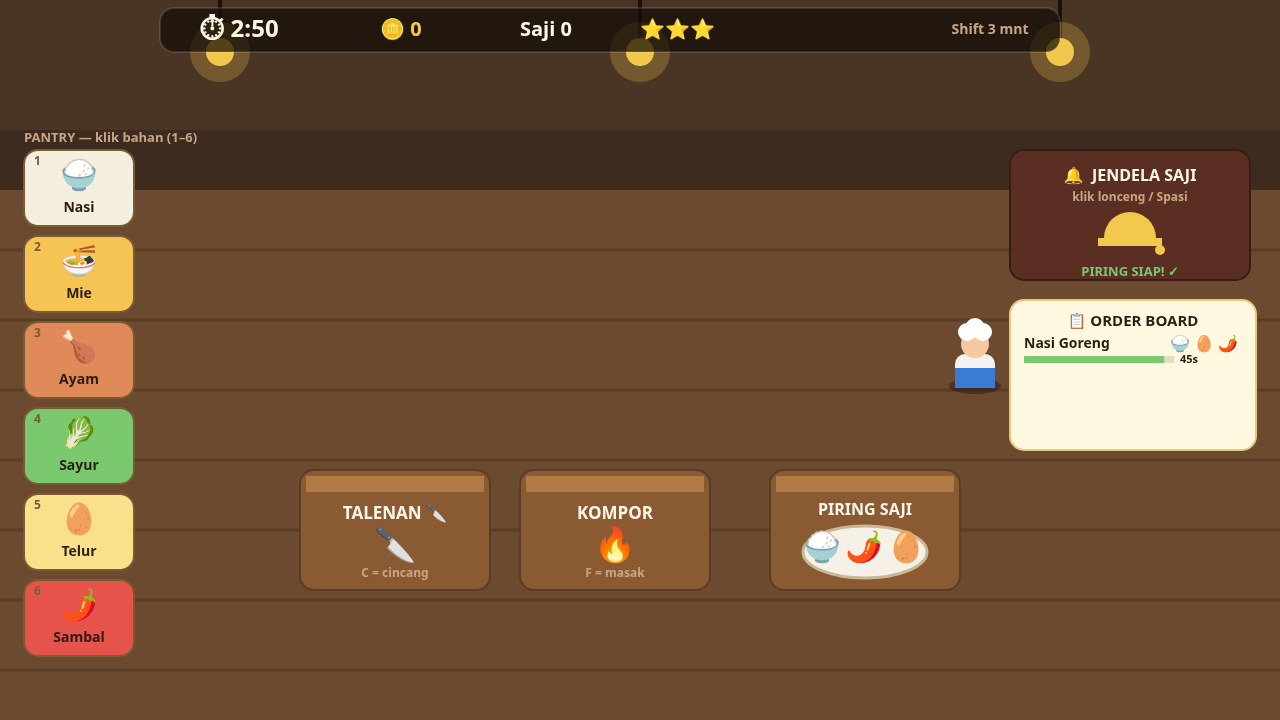 ⏱ 2:50
🪙 0
Saji 0
⭐⭐⭐
Shift 3 mnt
PANTRY — klik bahan (1–6)
1
Nasi
2
Mie
3
Ayam
4
Sayur
5
Telur
6
Sambal
🔔 JENDELA SAJI
klik lonceng / Spasi
PIRING SIAP! ✓
📋 ORDER BOARD
Nasi Goreng
45s
TALENAN 🔪
C = cincang
KOMPOR
F = masak
PIRING SAJI